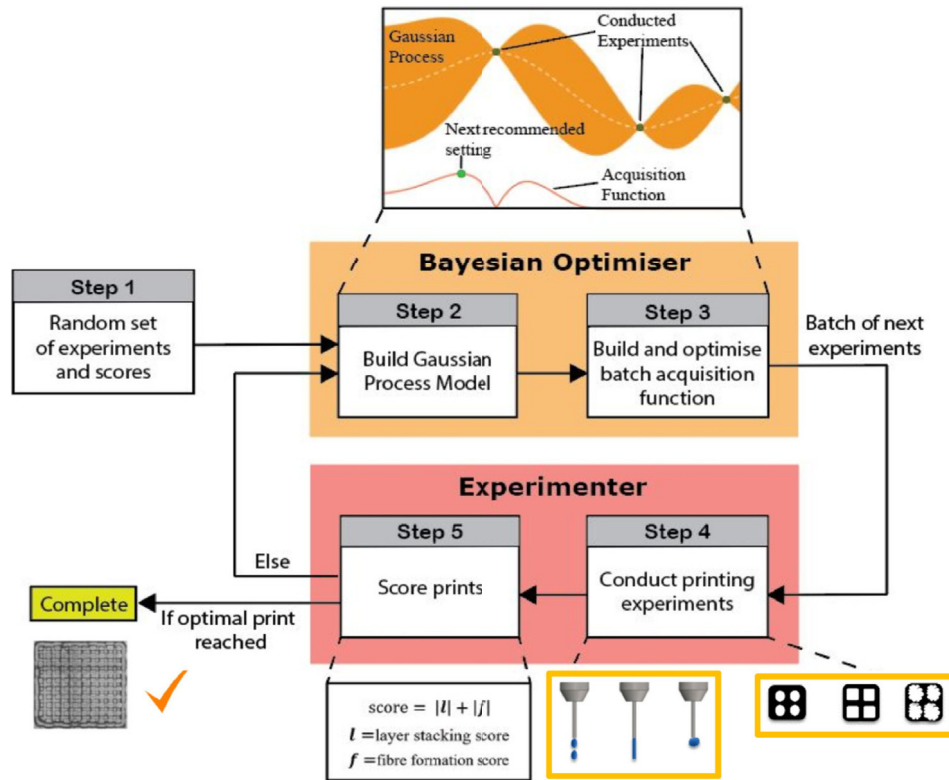 Gaussian
Process
Conducted
Experiments
Next recommended
setting
Acquisition
Function
Bayesian Optimiser
Step 1
Random set
of experiments
and scores
Step 2
Build Gaussian
Process Model
Step 3
Build and optimise
batch acquisition
function
Batch of next
experiments
Experimenter
Step 5
Score prints
Step 4
Conduct printing
experiments
Else
Complete
If optimal print
reached
score = |l| + |f|
l =layer stacking score
f =fibre formation score